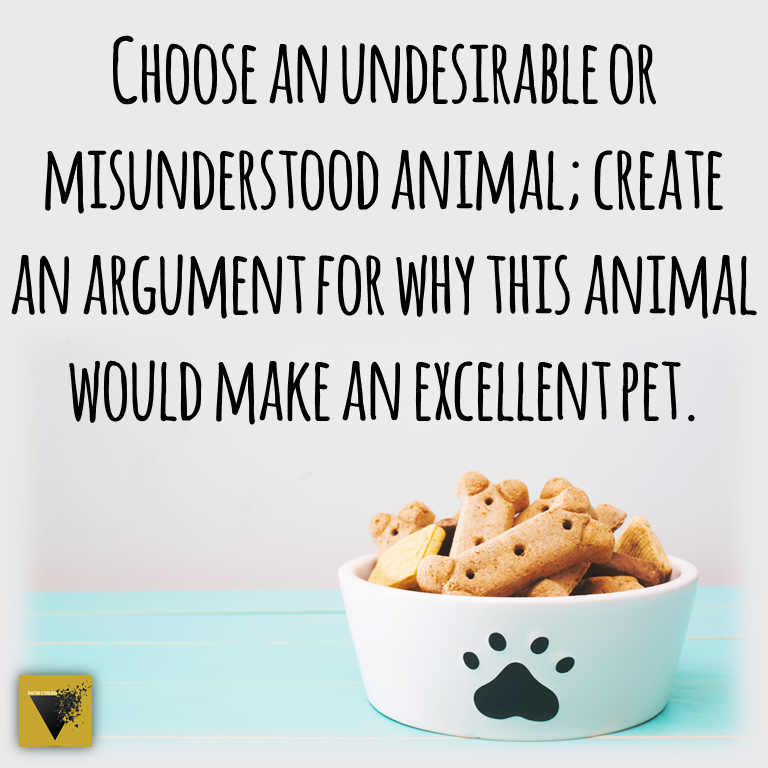 Choose an undesirable or
misunderstood animal; create
an argument for why this animal
would make an excellent pet.